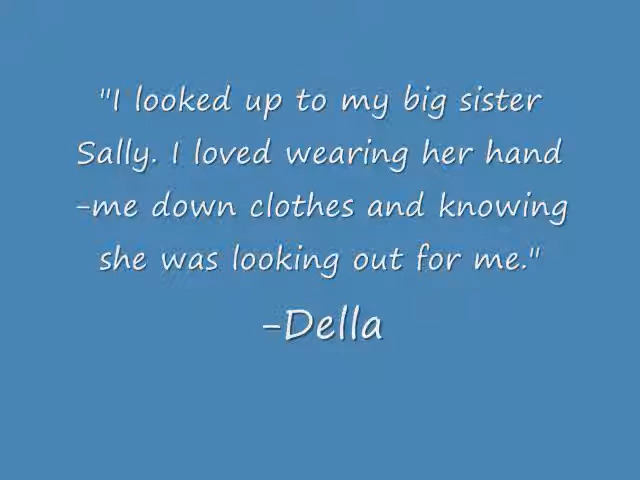 "I looked up to my big sister
Sally. I loved wearing her hand
-me down clothes and knowing
she was looking out for me."
-Della